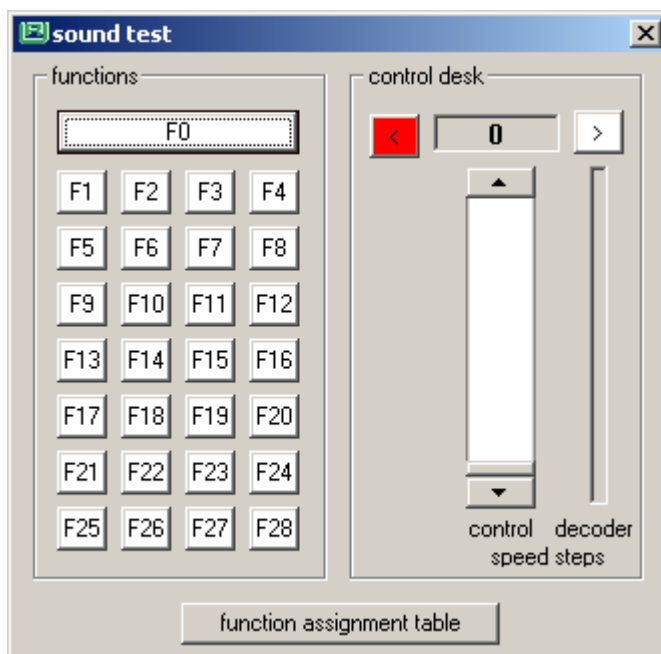 sound test
functions
control desk
F0
< 0 >
F1 F2 F3 F4
F5 F6 F7 F8
F9 F10 F11 F12
F13 F14 F15 F16
F17 F18 F19 F20
F21 F22 F23 F24
F25 F26 F27 F28
control decoder
speed steps
function assignment table